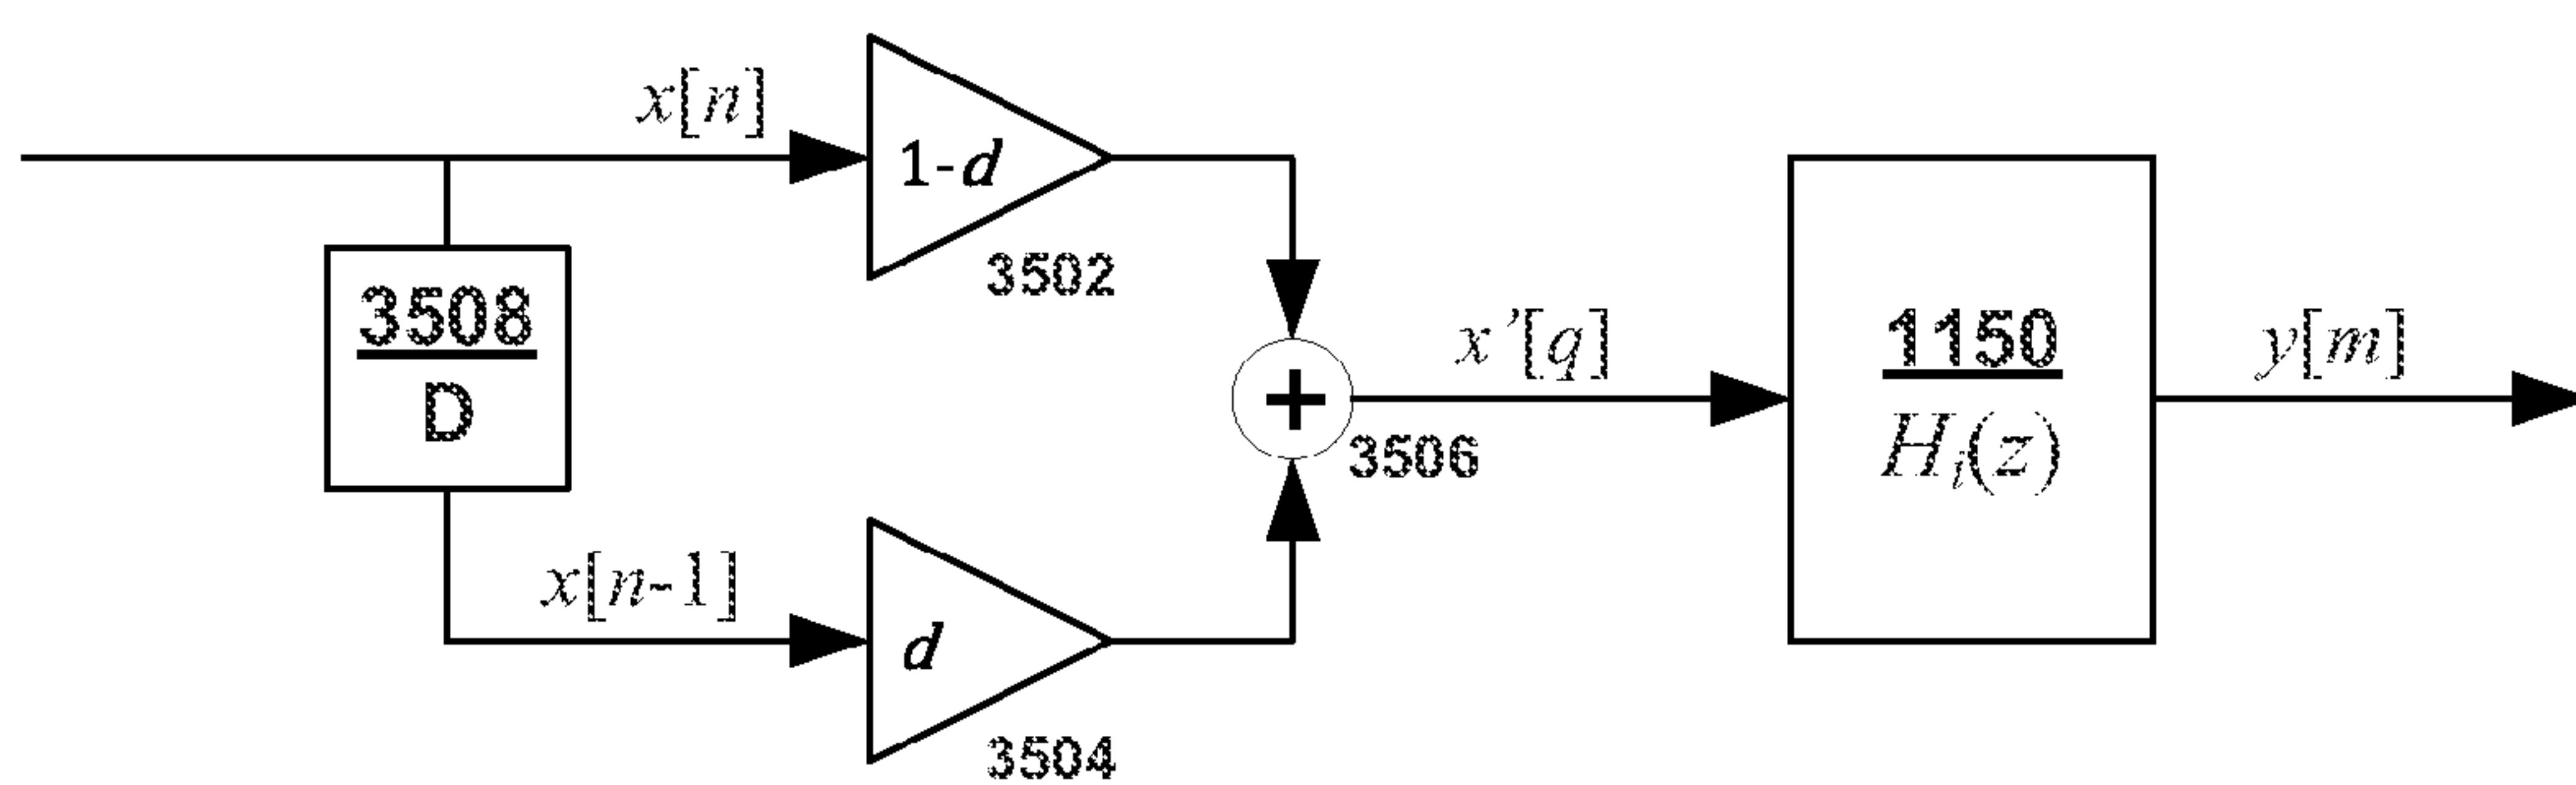 x[n]
1-d
3502
3508
D
x'[q]
3506
1150
Hi(z)
y[m]
x[n-1]
d
3504
+